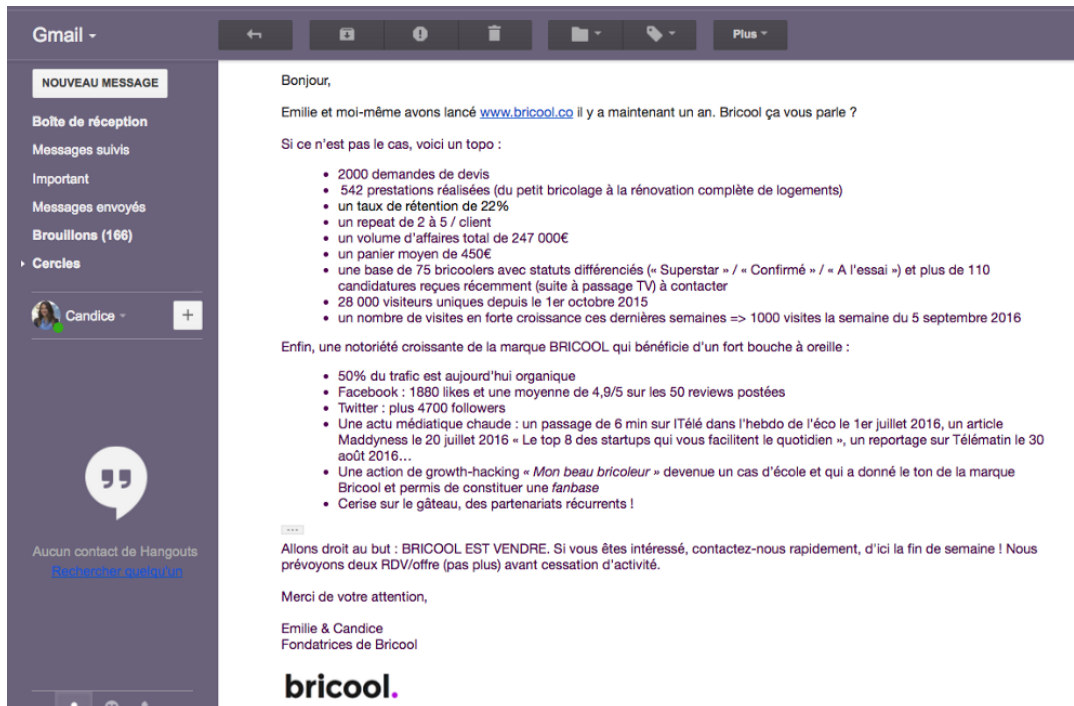 Gmail
Plus
NOUVEAU MESSAGE
Boîte de réception
Messages suivis
Important
Messages envoyés
Brouillons (166)
Cercles
Candice
+
Aucun contact de Hangouts
Rechercher quelqu'un
Bonjour,
Emilie et moi-même avons lancé www.bricool.co il y a maintenant un an. Bricool ça vous parle ?
Si ce n'est pas le cas, voici un topo :
• 2000 demandes de devis
• 542 prestations réalisées (du petit bricolage à la rénovation complète de logements)
• un taux de rétention de 22%
• un repeat de 2 à 5 / client
• un volume d'affaires total de 247 000€
• un panier moyen de 450€
• une base de 75 bricoolers avec statuts différenciés (« Superstar » / « Confirmé » / « A l'essai ») et plus de 110
candidatures reçues récemment (suite à passage TV) à contacter
• 28 000 visiteurs uniques depuis le 1er octobre 2015
• un nombre de visites en forte croissance ces dernières semaines => 1000 visites la semaine du 5 septembre 2016
Enfin, une notoriété croissante de la marque BRICOOL qui bénéficie d'un fort bouche à oreille :
• 50% du trafic est aujourd'hui organique
• Facebook : 1880 likes et une moyenne de 4,9/5 sur les 50 reviews postées
• Twitter : plus 4700 followers
• Une actu médiatique chaude : un passage de 6 min sur ITélé dans l'hebdo de l'éco le 1er juillet 2016, un article
Maddyness le 20 juillet 2016 « Le top 8 des startups qui vous facilitent le quotidien », un reportage sur Télématin le 30
août 2016…
• Une action de growth-hacking « Mon beau bricoleur » devenue un cas d'école et qui a donné le ton de la marque
Bricool et permis de constituer une fanbase
• Cerise sur le gâteau, des partenariats récurrents !
Allons droit au but : BRICOOL EST VENDRE. Si vous êtes intéressé, contactez-nous rapidement, d'ici la fin de semaine ! Nous
prévoyons deux RDV/offre (pas plus) avant cessation d'activité.
Merci de votre attention,
Emilie & Candice
Fondatrices de Bricool
bricool.